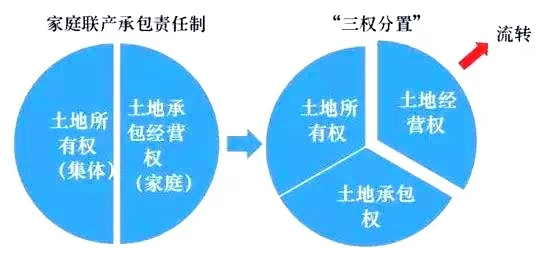 家庭联产承包责任制
“三权分置”
流转
土地所
有权
（集体）
土地承
包经营
权
（家庭）
土地所
有权
土地经
营权
土地承包
权